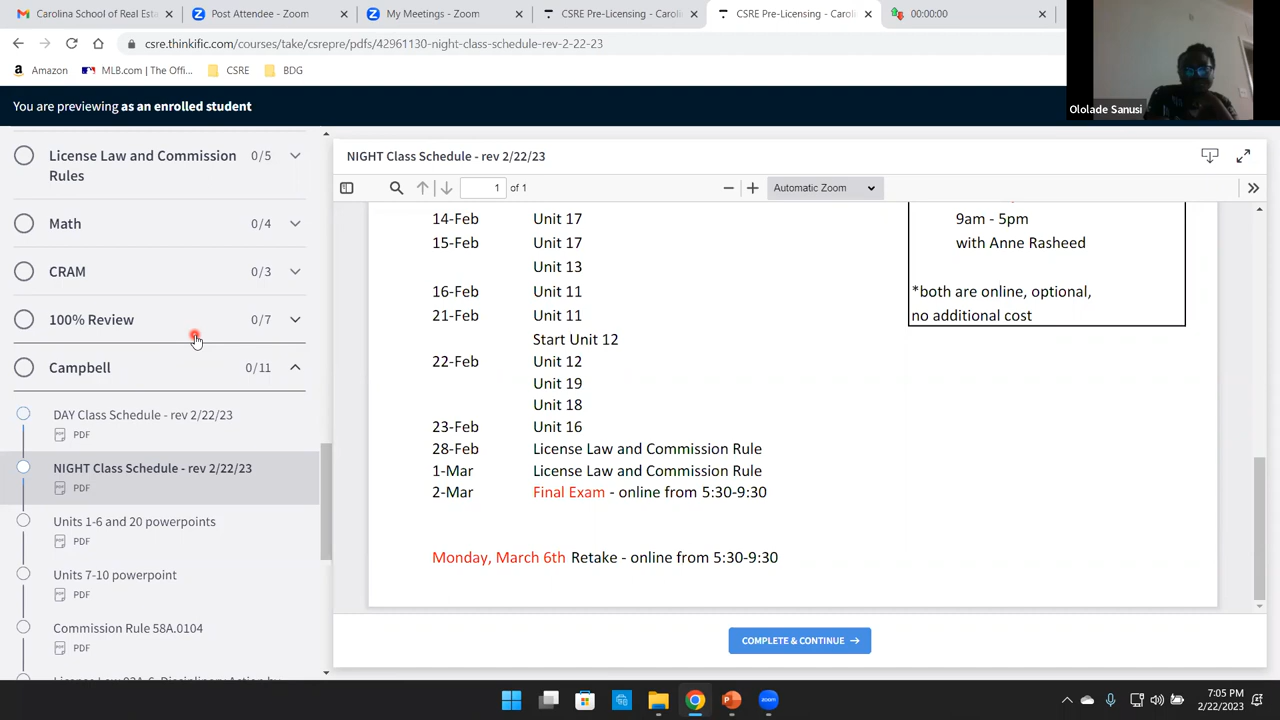 Carolina School of Real Esta
Post Attendee - Zoom
My Meetings - Zoom
CSRE Pre-Licensing - Caroli
CSRE Pre-Licensing - Caroli
00:00:00
csre.thinkific.com/courses/take/csrepre/pdfs/42961130-night-class-schedule-rev-2-22-23
Amazon
MLB.com | The Offi...
CSRE
BDG
Ololade Sanusi
You are previewing as an enrolled student
License Law and Commission 0/5
Rules
Math 0/4
CRAM 0/3
100% Review 0/7
Campbell 0/11
DAY Class Schedule - rev 2/22/23
PDF
NIGHT Class Schedule - rev 2/22/23
PDF
Units 1-6 and 20 powerpoints
PDF
Units 7-10 powerpoint
PDF
Commission Rule 58A.0104
PDF
NIGHT Class Schedule - rev 2/22/23
1 of 1
Automatic Zoom
14-Feb Unit 17
15-Feb Unit 17
Unit 13
16-Feb Unit 11
21-Feb Unit 11
Start Unit 12
22-Feb Unit 12
Unit 19
Unit 18
23-Feb Unit 16
28-Feb License Law and Commission Rule
1-Mar License Law and Commission Rule
2-Mar Final Exam - online from 5:30-9:30
Monday, March 6th Retake - online from 5:30-9:30
9am - 5pm
with Anne Rasheed
*both are online, optional,
no additional cost
COMPLETE & CONTINUE
7:05 PM
2/22/2023